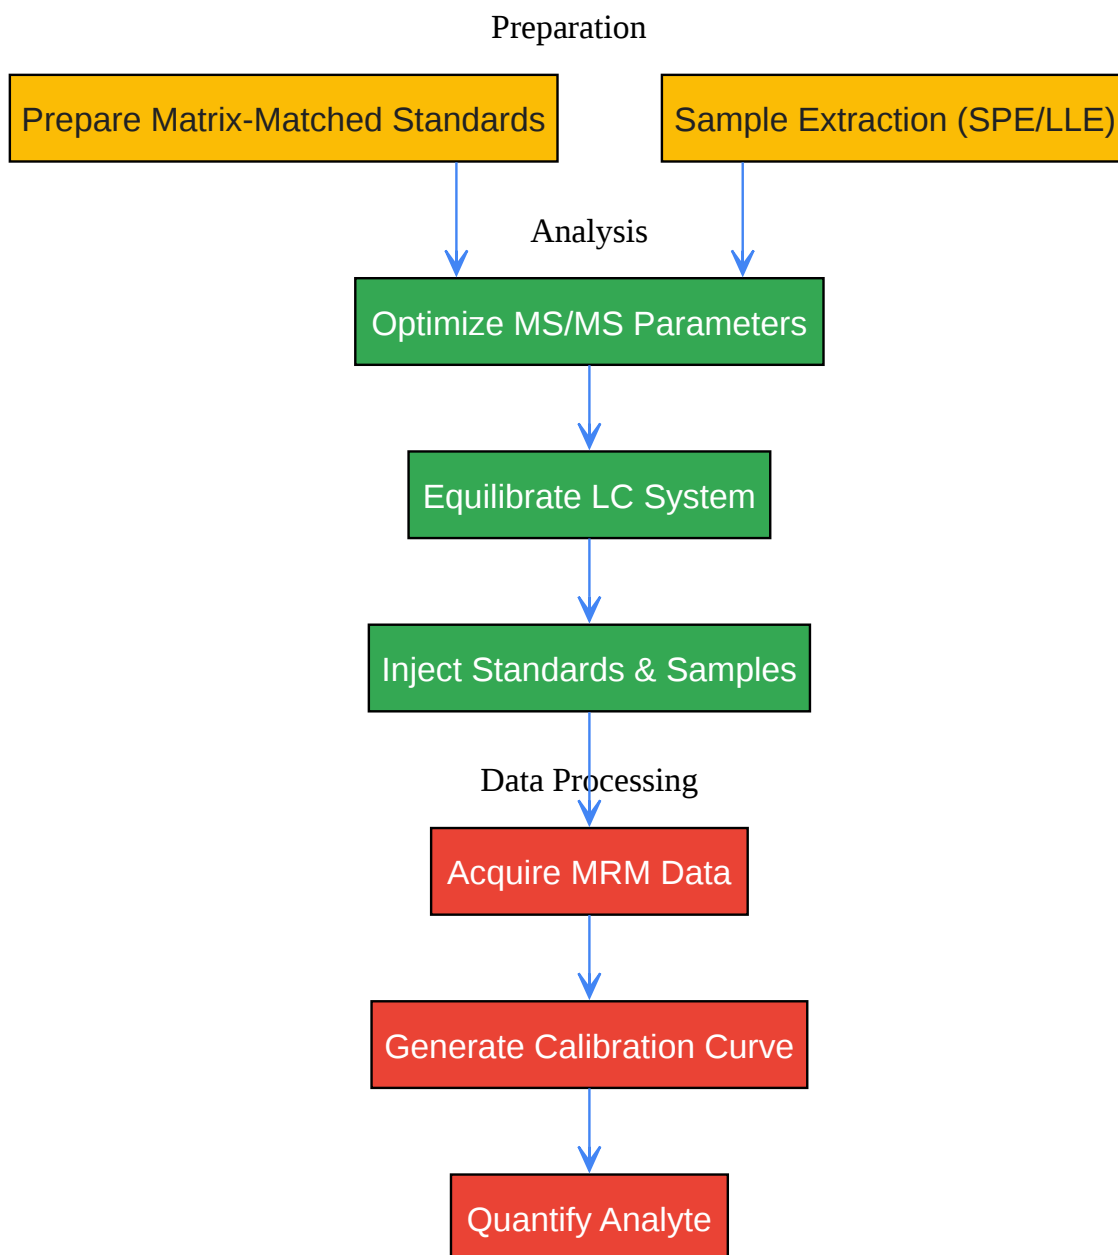 Preparation
Prepare Matrix-Matched Standards
Sample Extraction (SPE/LLE)
Analysis
Optimize MS/MS Parameters
Equilibrate LC System
Inject Standards & Samples
Data Processing
Acquire MRM Data
Generate Calibration Curve
Quantify Analyte